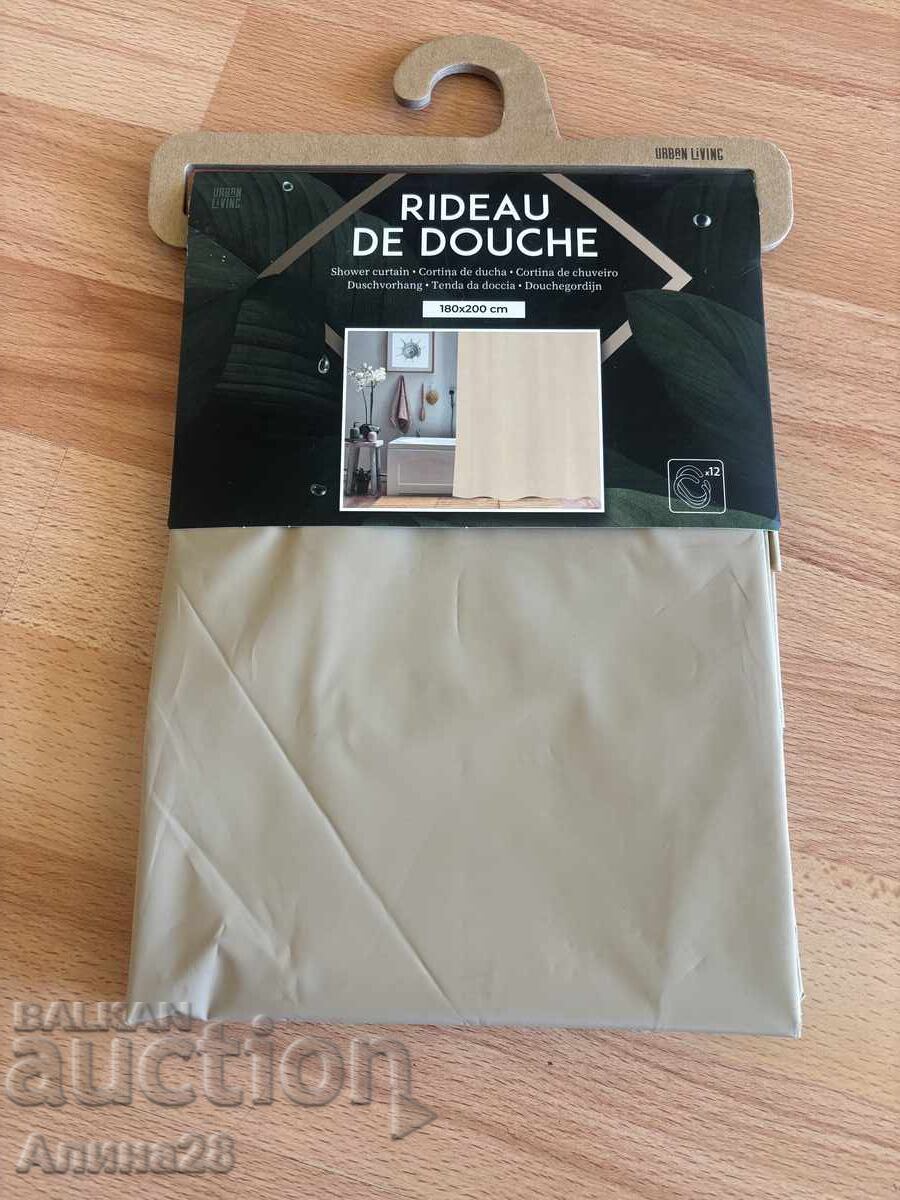 URBAN LIVING
URBAN
LIVING
RIDEAU
DE DOUCHE
Shower curtain • Cortina de ducha • Cortina de chuveiro
Duschvorhang • Tenda da doccia • Douchegordijn
180x200 cm
x12
BALKAN
auction
Алина28